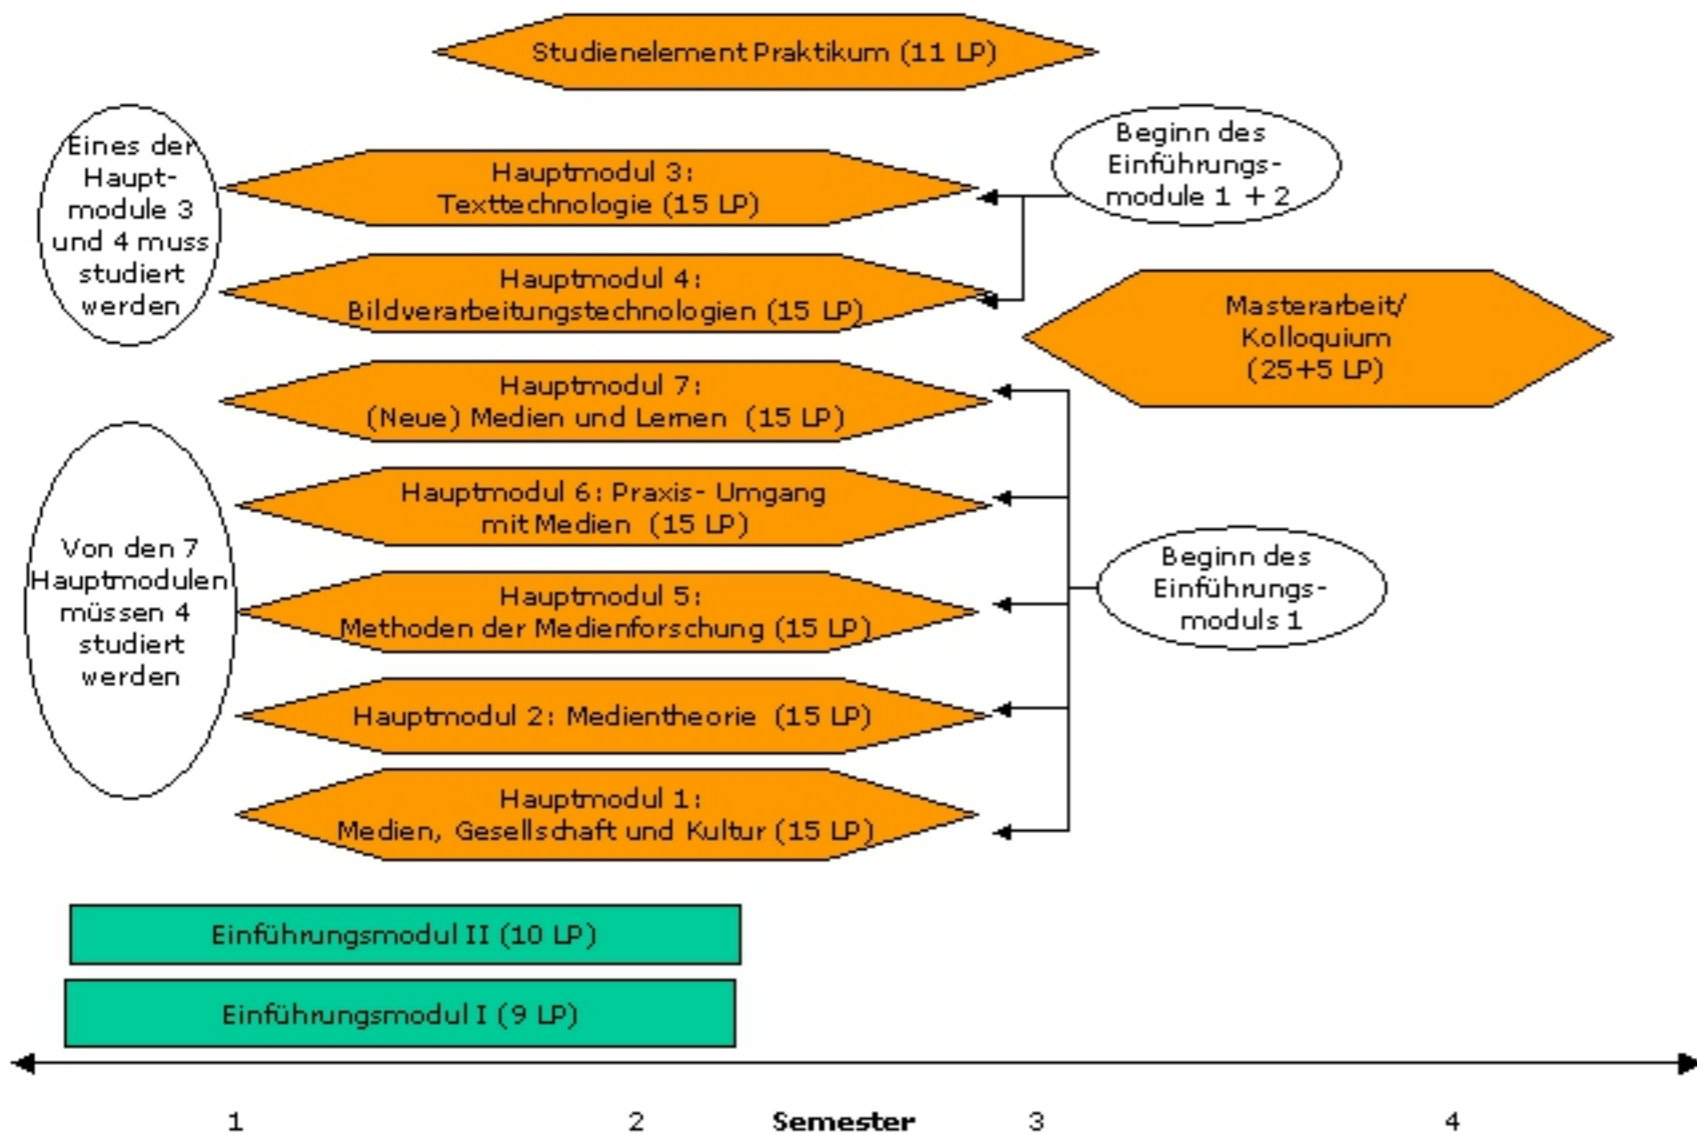 Studienelement Praktikum (11 LP)
Eines der
Haupt-
module 3
und 4 muss
studiert
werden
Hauptmodul 3:
Texttechnologie (15 LP)
Beginn des
Einführungs-
module 1 + 2
Hauptmodul 4:
Bildverarbeitungstechnologien (15 LP)
Masterarbeit/
Kolloquium
(25+5 LP)
Hauptmodul 7:
(Neue) Medien und Lernen (15 LP)
Hauptmodul 6: Praxis- Umgang
mit Medien (15 LP)
Von den 7
Hauptmodulen
müssen 4
studiert
werden
Hauptmodul 5:
Methoden der Medienforschung (15 LP)
Beginn des
Einführungs-
moduls 1
Hauptmodul 2: Medientheorie (15 LP)
Hauptmodul 1:
Medien, Gesellschaft und Kultur (15 LP)
Einführungsmodul II (10 LP)
Einführungsmodul I (9 LP)
1 2 Semester 3 4